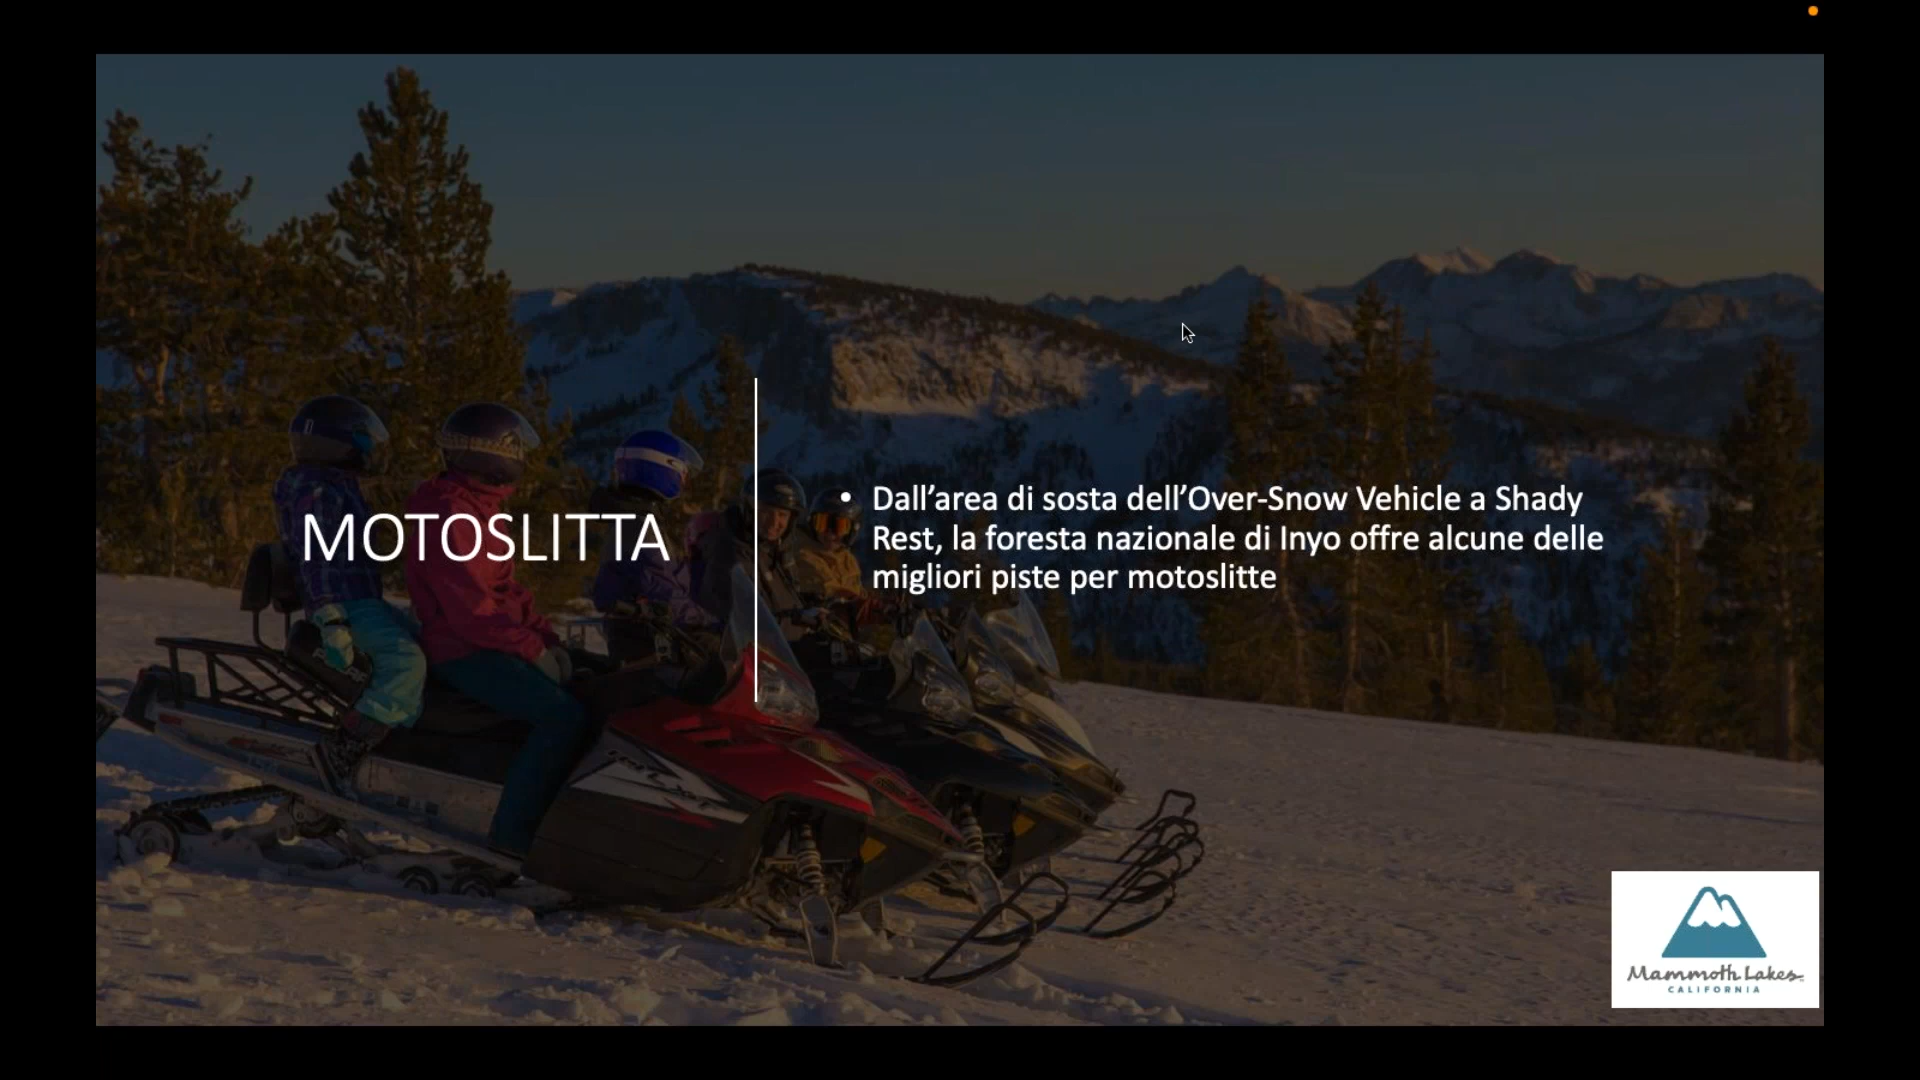 MOTOSLITTA
• Dall’area di sosta dell’Over-Snow Vehicle a Shady
Rest, la foresta nazionale di Inyo offre alcune delle
migliori piste per motoslitte
Mammoth Lakes
CALIFORNIA